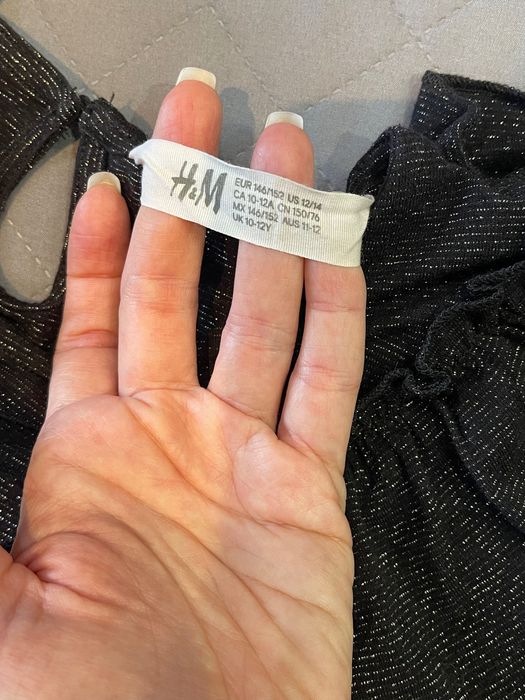 H&M
EUR 146/152 US 12/14
CA 10-12A CN 150/76
MX 146/152 AUS 11-12
UK 10-12Y